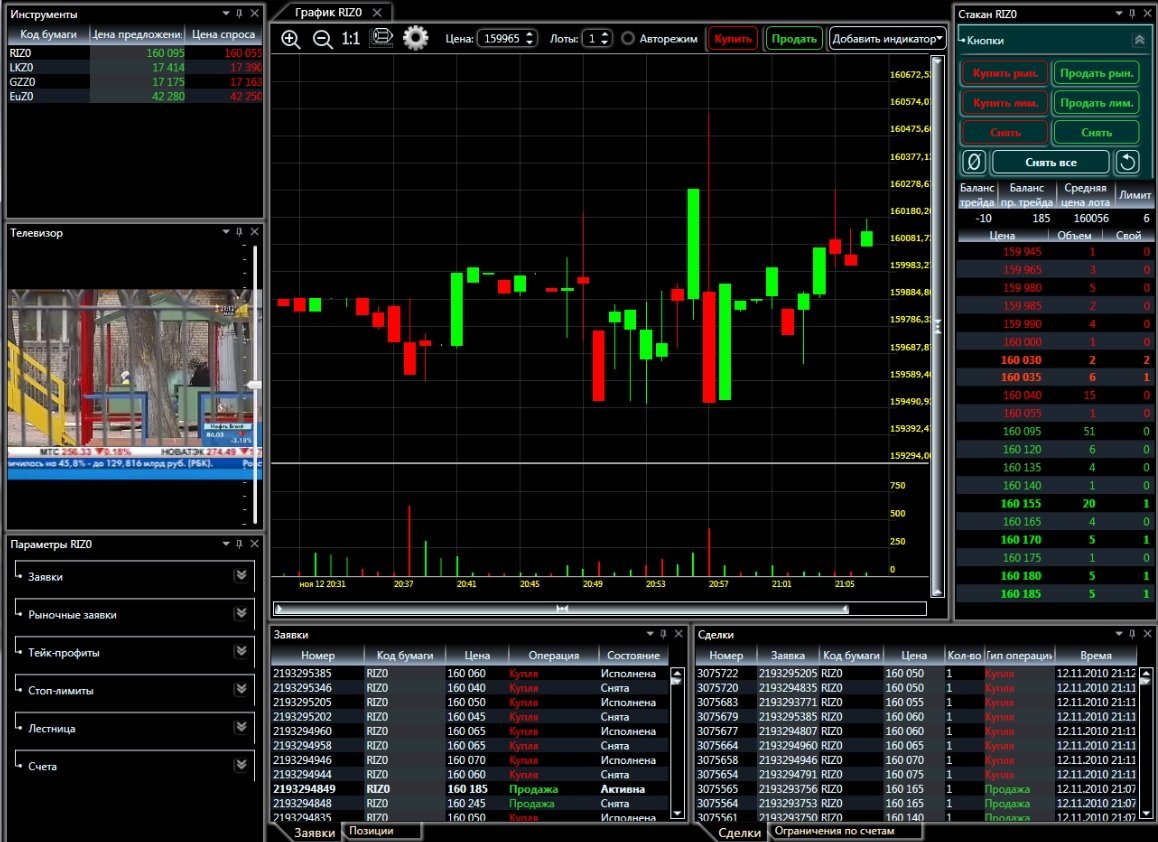 Инструменты
Код бумаги Цена предложени Цена спроса
RIZ0 160 095 160 055
LKZ0 17 414 17 390
GZZ0 17 175 17 163
EuZ0 42 280 42 250
Телевизор
21:12
Нефть Brent
86.03
-3.18%
МТС 256.33 ▼0.18% НОВАТЭК 274.49
личилась на 45,8% - до 129,816 млрд руб. (РБК).
Параметры RIZ0
Заявки
Рыночные заявки
Тейк-профиты
Стоп-лимиты
Лестница
Счета
График RIZ0
1:1 Цена: 159965 Лоты: 1 Авторежим Купить Продать Добавить индикатор
160672,53
160574,07
160475,60
160377,13
160278,67
160180,20
160081,73
159983,27
159884,80
159786,33
159687,87
159589,40
159490,93
159392,47
159294,00
750
500
250
0
ноя 12 20:31 20:37 20:41 20:45 20:49 20:53 20:57 21:01 21:05
Стакан RIZ0
Кнопки
Купить рын. Продать рын.
Купить лим. Продать лим.
Снять Снять
Снять все
Баланс трейда Баланс пр. трейда Средняя цена лота Лимит
-10 185 160056 6
Цена Объем Свой
159 945 1 0
159 965 3 0
159 980 5 0
159 985 2 0
159 990 4 0
160 000 1 0
160 030 2 2
160 035 6 1
160 040 15 0
160 055 1 0
160 095 51 0
160 120 6 0
160 135 4 0
160 140 1 0
160 155 20 1
160 165 4 0
160 170 5 1
160 175 1 0
160 180 5 1
160 185 5 1
Заявки
Номер Код бумаги Цена Операция Состояние
2193295385 RIZ0 160 060 Купля Исполнена
2193295346 RIZ0 160 040 Купля Снята
2193295205 RIZ0 160 050 Купля Исполнена
2193295202 RIZ0 160 045 Купля Снята
2193294960 RIZ0 160 065 Купля Исполнена
2193294958 RIZ0 160 065 Купля Снята
2193294946 RIZ0 160 070 Купля Исполнена
2193294944 RIZ0 160 060 Купля Снята
2193294849 RIZ0 160 185 Продажа Активна
2193294848 RIZ0 160 245 Продажа Снята
2193294835 RIZ0 160 050 Купля Исполнена
Заявки Позиции
Сделки
Номер Заявка Код бумаги Цена Кол-во Тип операции Время
3075722 2193295205 RIZ0 160 050 1 Купля 12.11.2010 21:12
3075720 2193294835 RIZ0 160 050 1 Купля 12.11.2010 21:11
3075683 2193293771 RIZ0 160 055 1 Купля 12.11.2010 21:11
3075679 2193295385 RIZ0 160 060 1 Купля 12.11.2010 21:11
3075677 2193294807 RIZ0 160 060 1 Купля 12.11.2010 21:11
3075664 2193294960 RIZ0 160 065 1 Купля 12.11.2010 21:11
3075658 2193294946 RIZ0 160 070 1 Купля 12.11.2010 21:11
3075554 2193294791 RIZ0 160 075 1 Купля 12.11.2010 21:11
3075565 2193293756 RIZ0 160 165 1 Продажа 12.11.2010 21:07
3075564 2193293753 RIZ0 160 165 1 Продажа 12.11.2010 21:07
3075561 2193293750 RIZ0 160 140 1 Продажа 12.11.2010 21:07
Сделки Ограничения по счетам